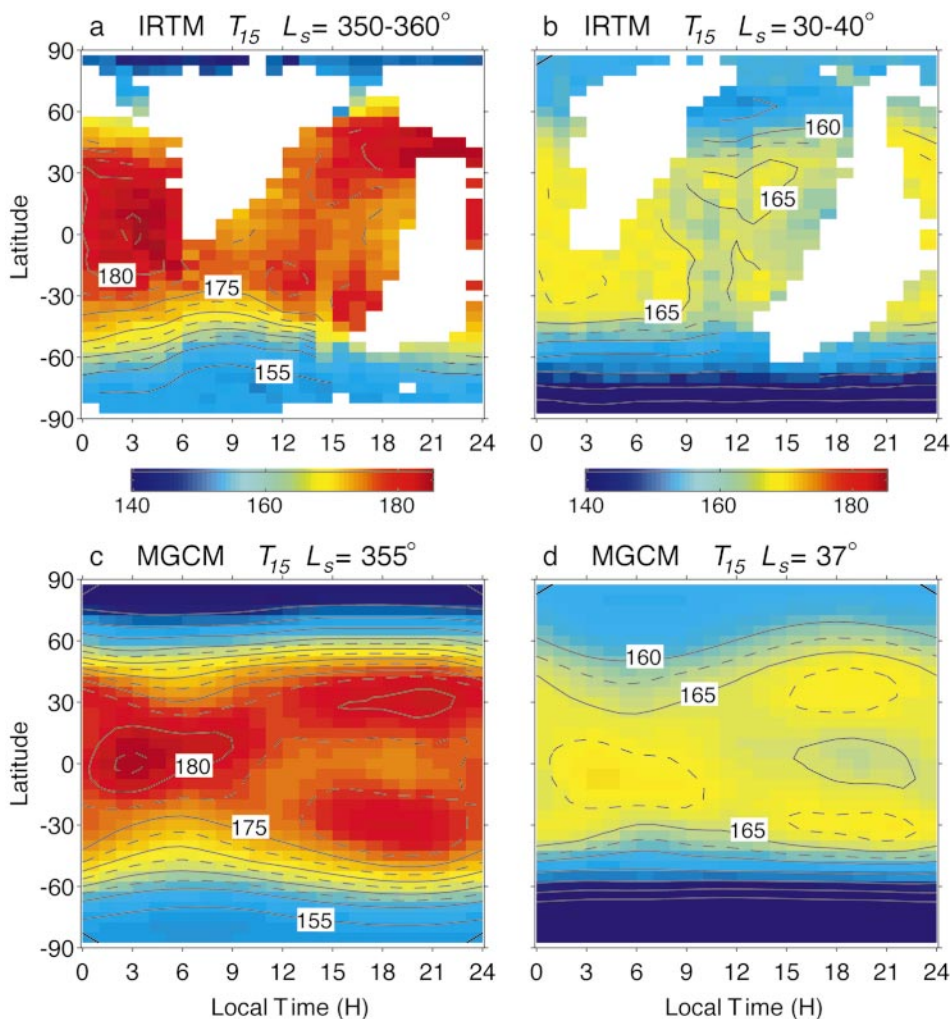 a IRTM T15 Ls= 350-360°
b IRTM T15 Ls= 30-40°
90
60
30
0
-30
-60
-90
Latitude
180
175
155
160
165
165
0 3 6 9 12 15 18 21 24
0 3 6 9 12 15 18 21 24
140 160 180
140 160 180
c MGCM T15 Ls= 355°
d MGCM T15 Ls= 37°
90
60
30
0
-30
-60
-90
Latitude
180
175
155
160
165
165
0 3 6 9 12 15 18 21 24
0 3 6 9 12 15 18 21 24
Local Time (H)
Local Time (H)